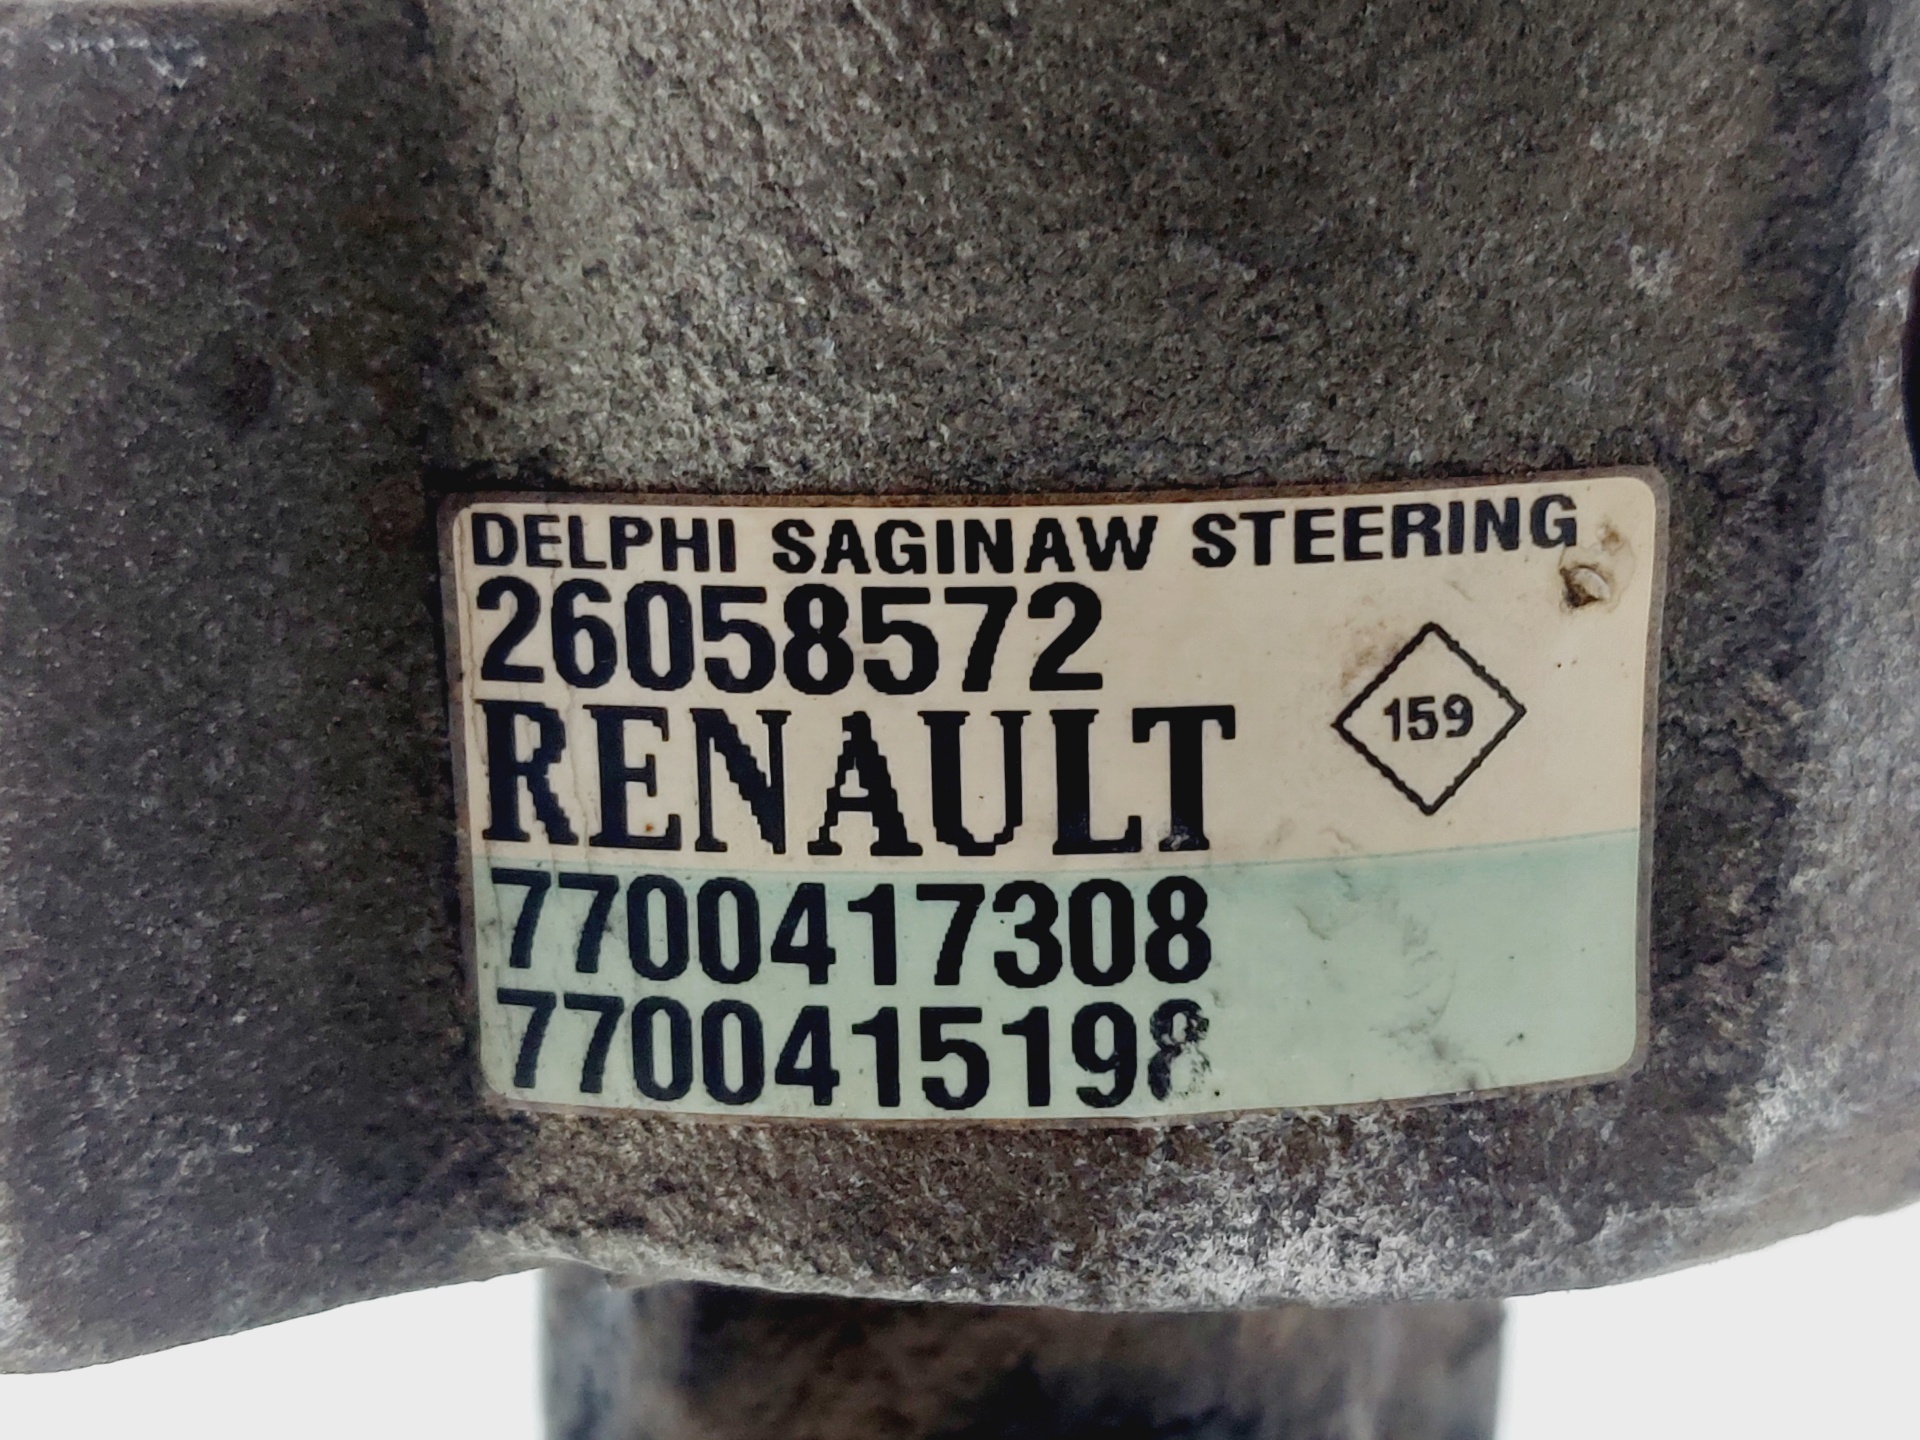 DELPHI SAGINAW STEERING
26058572
RENAULT
159
7700417308
7700415198